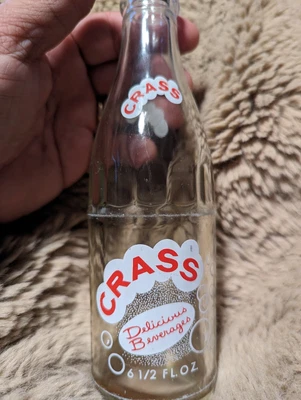 CRASS
CRASS
Delicious
Beverages
6 1/2 FL.OZ